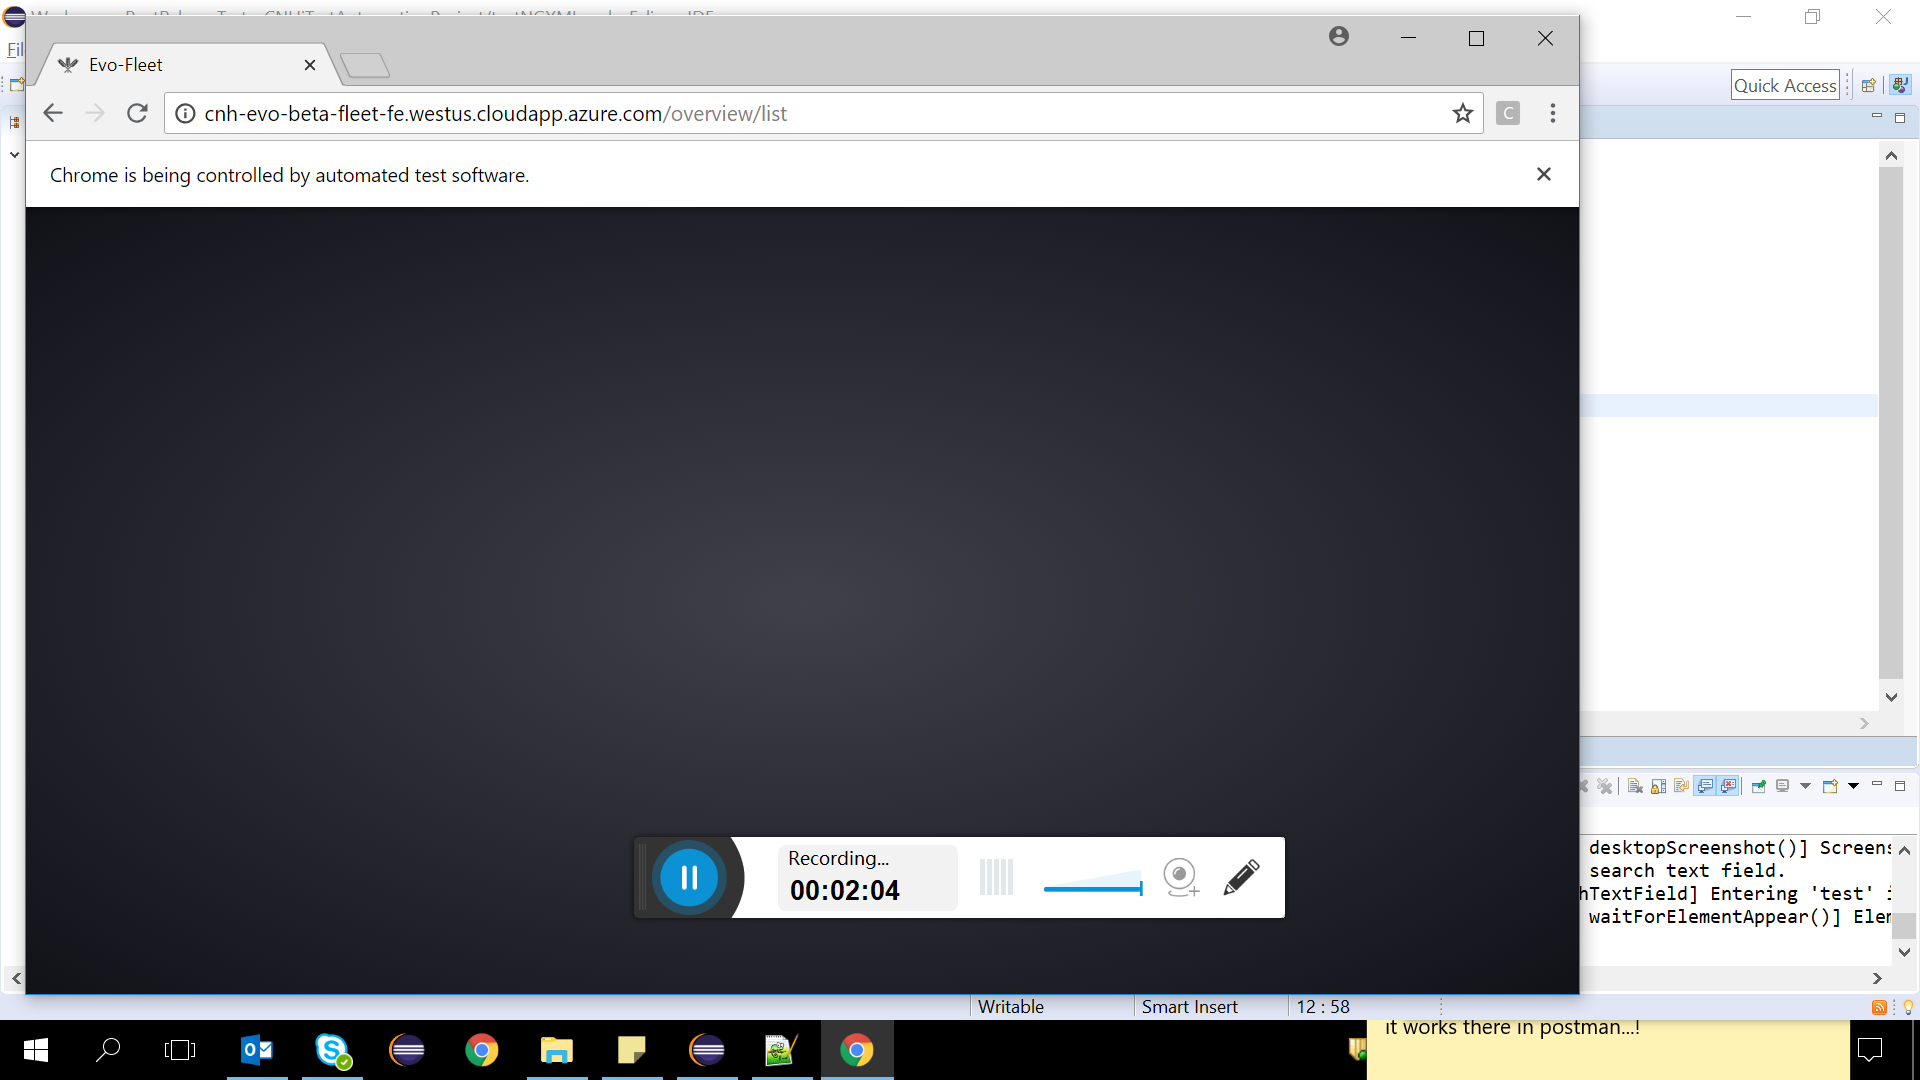 Evo-Fleet
Fil
Quick Access
cnh-evo-beta-fleet-fe.westus.cloudapp.azure.com/overview/list
C
Chrome is being controlled by automated test software.
Recording...
00:02:04
desktopScreenshot()] Screens
search text field.
hTextField] Entering 'test' i
waitForElementAppear()] Elem
Writable
Smart Insert
12 : 58
it works there in postman...!